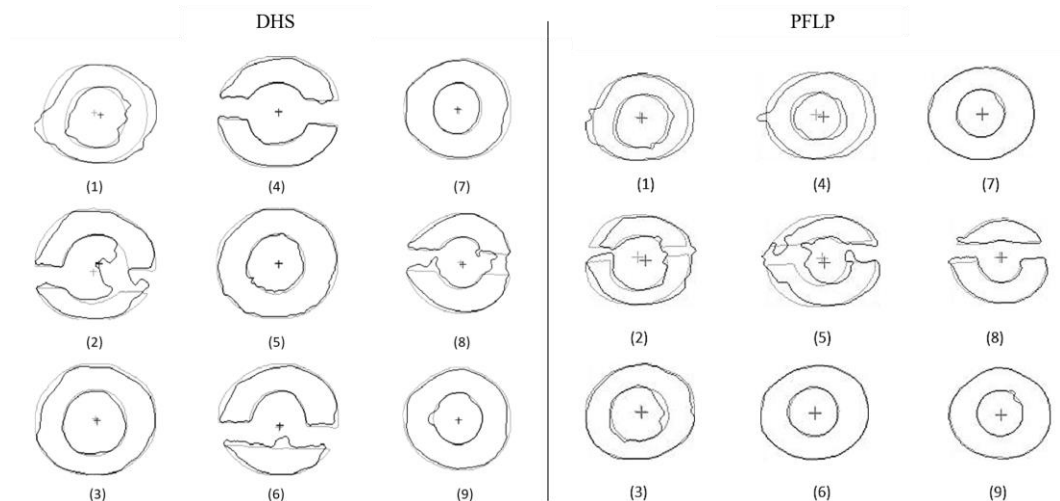 DHS
PFLP
(1) (4) (7) (1) (4) (7)
(2) (5) (8) (2) (5) (8)
(3) (6) (9) (3) (6) (9)